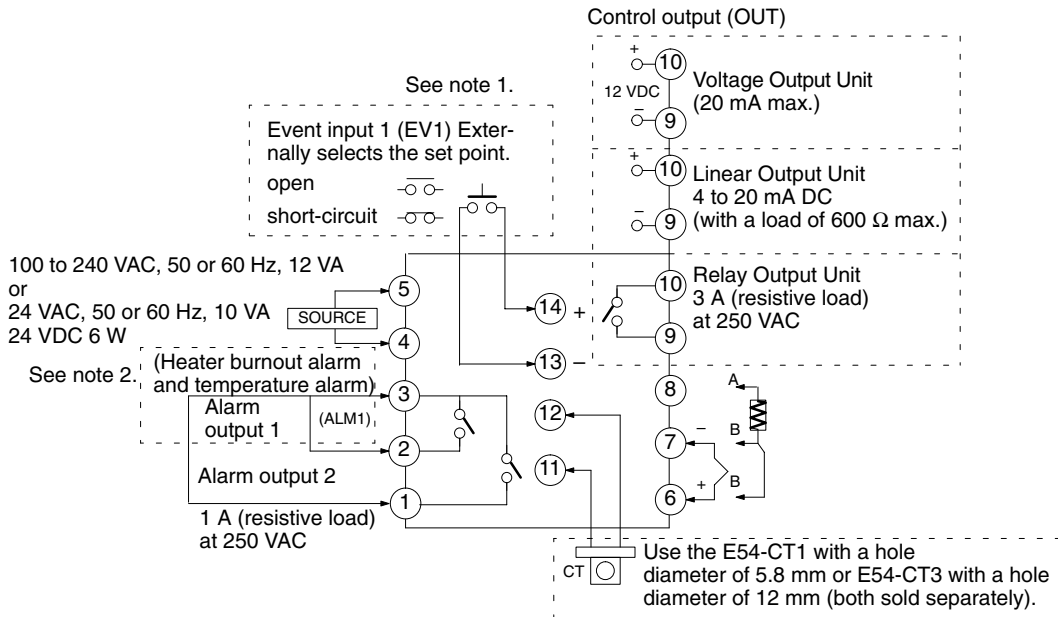 Control output (OUT)
+
10
12 VDC
−
9
Voltage Output Unit
(20 mA max.)
See note 1.
Event input 1 (EV1) Exter-
nally selects the set point.
open
short-circuit
+
10
−
9
Linear Output Unit
4 to 20 mA DC
(with a load of 600 Ω max.)
100 to 240 VAC, 50 or 60 Hz, 12 VA
or
24 VAC, 50 or 60 Hz, 10 VA
24 VDC 6 W
SOURCE
5
4
14
+
13
−
10
9
Relay Output Unit
3 A (resistive load)
at 250 VAC
See note 2.
(Heater burnout alarm
and temperature alarm)
Alarm
output 1
(ALM1)
3
2
Alarm output 2
1
1 A (resistive load)
at 250 VAC
12
11
8
7
−
6
+
A
B
B
CT
Use the E54-CT1 with a hole
diameter of 5.8 mm or E54-CT3 with a hole
diameter of 12 mm (both sold separately).